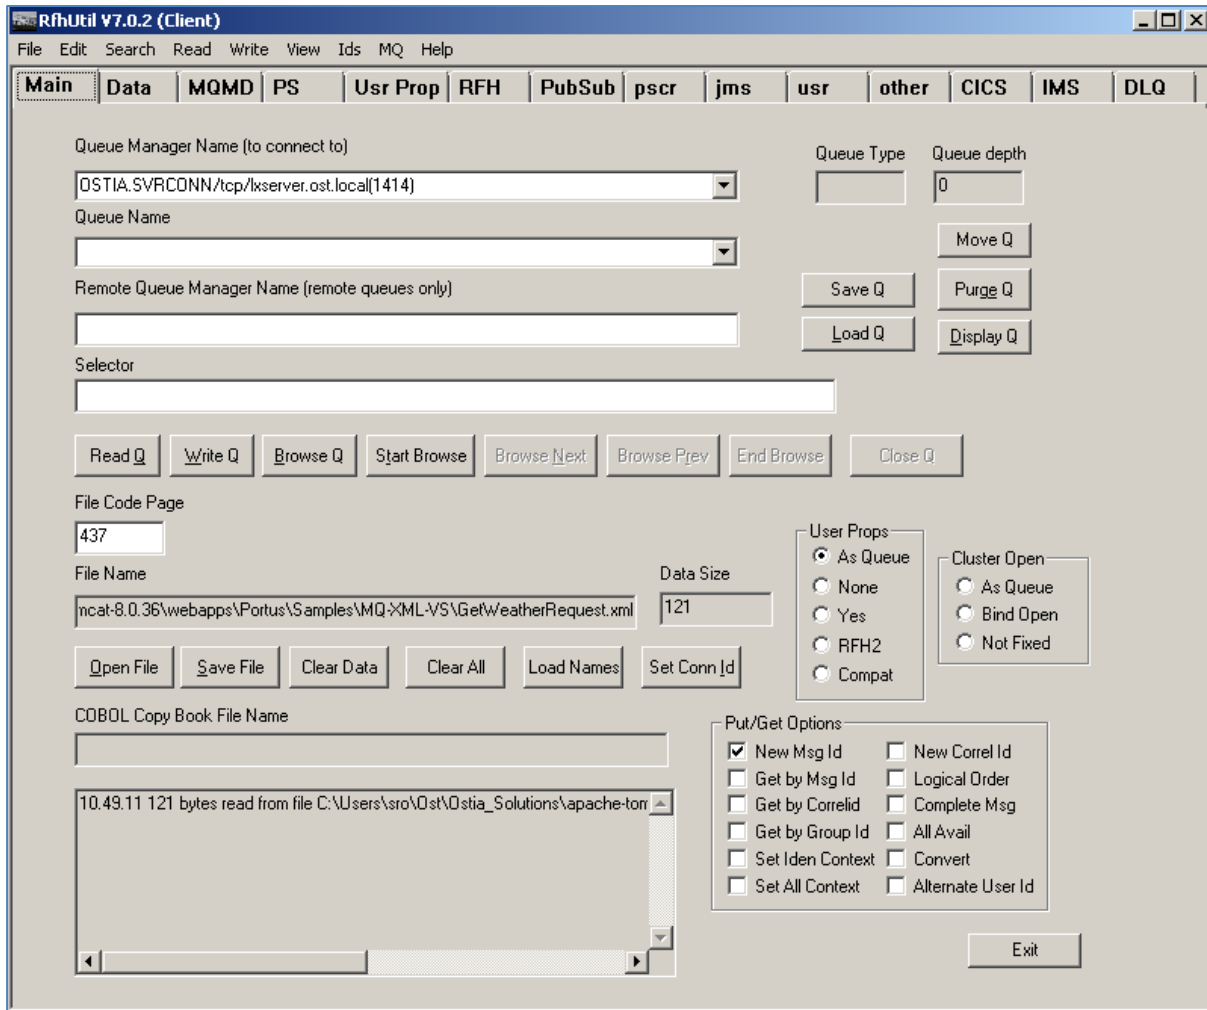 RfhUtil V7.0.2 (Client)
File Edit Search Read Write View Ids MQ Help
Main Data MQMD PS Usr Prop RFH PubSub pscr jms usr other CICS IMS DLQ
Queue Manager Name (to connect to)
Queue Type Queue depth
OSTIA.SVRCONN/tcp/lxserver.ost.local(1414)
0
Queue Name
Move Q
Remote Queue Manager Name (remote queues only)
Save Q Purge Q
Load Q Display Q
Selector
Read Q Write Q Browse Q Start Browse Browse Next Browse Prev End Browse Close Q
File Code Page
437
User Props
As Queue
None
Yes
RFH2
Compat
Cluster Open
As Queue
Bind Open
Not Fixed
File Name
Data Size
ncat-8.0.36\webapps\Portus\Samples\MQ-XML-VS\GetWeatherRequest.xml
121
Open File Save File Clear Data Clear All Load Names Set Conn Id
COBOL Copy Book File Name
Put/Get Options
New Msg Id New Correl Id
Get by Msg Id Logical Order
Get by Correlid Complete Msg
Get by Group Id All Avail
Set Iden Context Convert
Set All Context Alternate User Id
10.49.11 121 bytes read from file C:\Users\sro\Ost\Ostia_Solutions\apache-tom
Exit